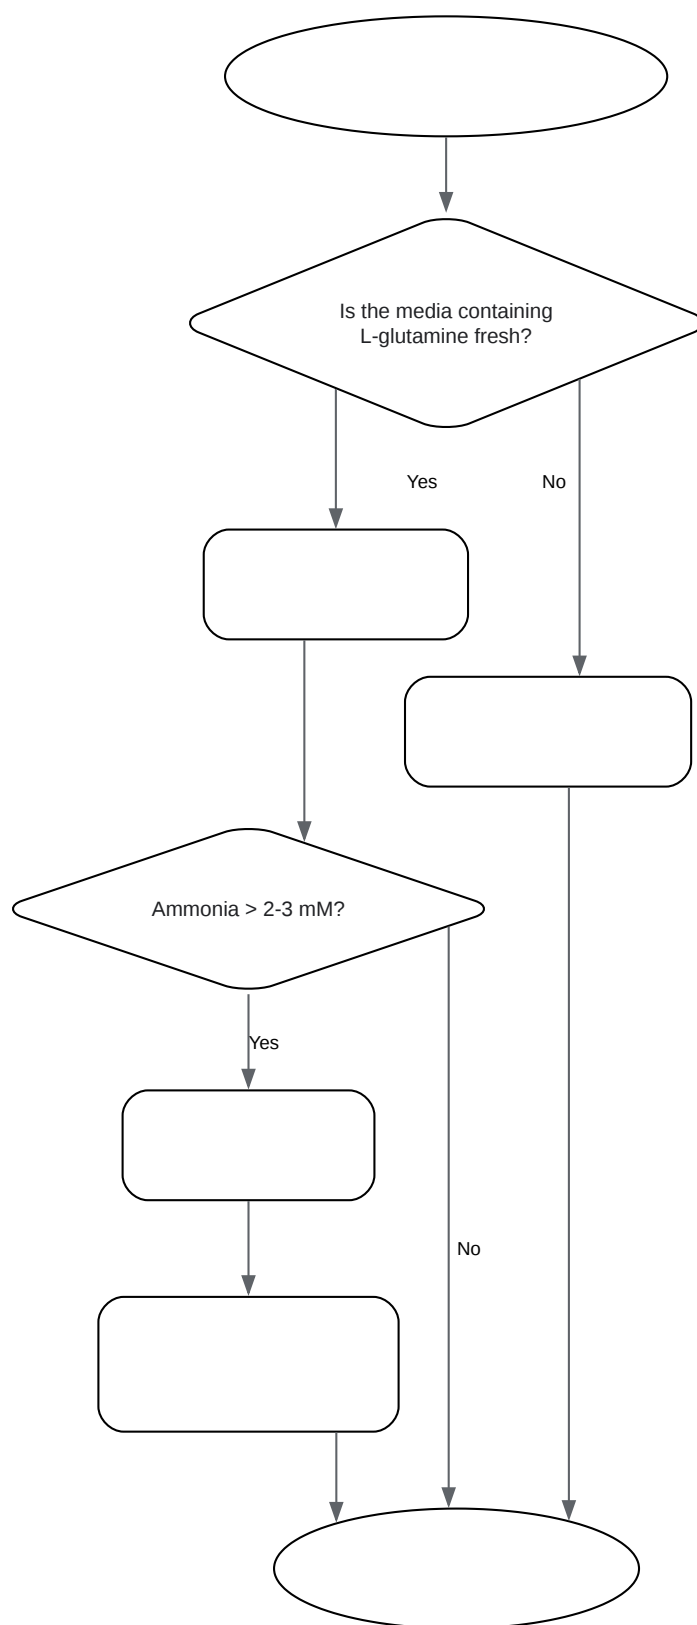 Is the media containing
L-glutamine fresh?
Yes
No
Ammonia > 2-3 mM?
Yes
No